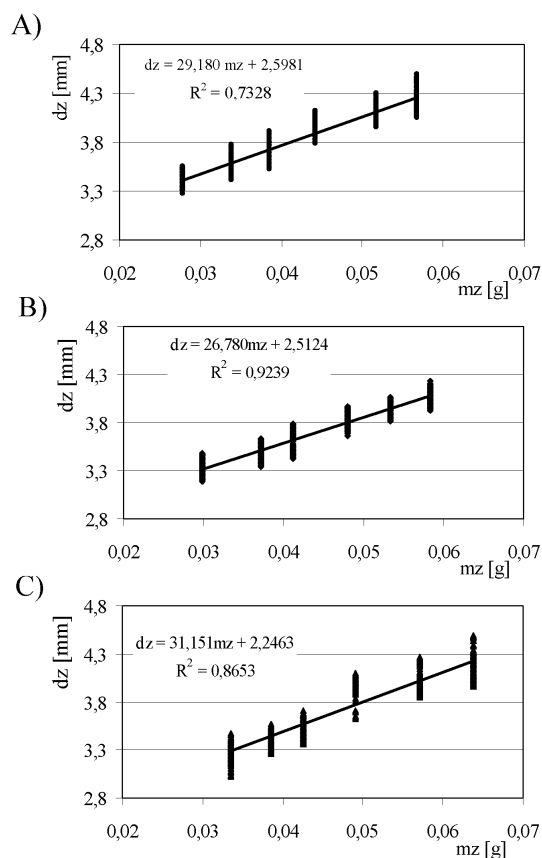 A)
dz [mm]
4,8
4,3
3,8
3,3
2,8
dz = 29,180 mz + 2,5981
R² = 0,7328
0,02 0,03 0,04 0,05 0,06 0,07
mz [g]
B)
dz [mm]
4,8
4,3
3,8
3,3
2,8
dz = 26,780mz + 2,5124
R² = 0,9239
0,02 0,03 0,04 0,05 0,06 0,07
mz [g]
C)
dz [mm]
4,8
4,3
3,8
3,3
2,8
dz = 31,151mz + 2,2463
R² = 0,8653
0,02 0,03 0,04 0,05 0,06 0,07
mz [g]